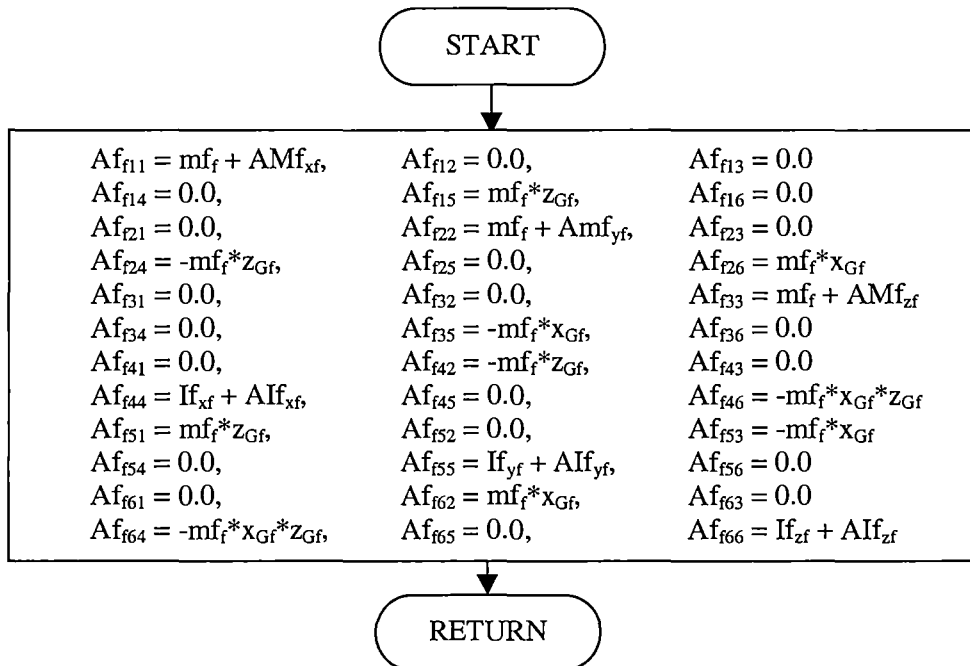 START
Af_f11 = mf_f + AMf_xf, Af_f12 = 0.0, Af_f13 = 0.0
Af_f14 = 0.0, Af_f15 = mf_f*z_Gf, Af_f16 = 0.0
Af_f21 = 0.0, Af_f22 = mf_f + Amf_yf, Af_f23 = 0.0
Af_f24 = -mf_f*z_Gf, Af_f25 = 0.0, Af_f26 = mf_f*x_Gf
Af_f31 = 0.0, Af_f32 = 0.0, Af_f33 = mf_f + AMf_zf
Af_f34 = 0.0, Af_f35 = -mf_f*x_Gf, Af_f36 = 0.0
Af_f41 = 0.0, Af_f42 = -mf_f*z_Gf, Af_f43 = 0.0
Af_f44 = If_xf + AIf_xf, Af_f45 = 0.0, Af_f46 = -mf_f*x_Gf*z_Gf
Af_f51 = mf_f*z_Gf, Af_f52 = 0.0, Af_f53 = -mf_f*x_Gf
Af_f54 = 0.0, Af_f55 = If_yf + AIf_yf, Af_f56 = 0.0
Af_f61 = 0.0, Af_f62 = mf_f*x_Gf, Af_f63 = 0.0
Af_f64 = -mf_f*x_Gf*z_Gf, Af_f65 = 0.0, Af_f66 = If_zf + AIf_zf
RETURN